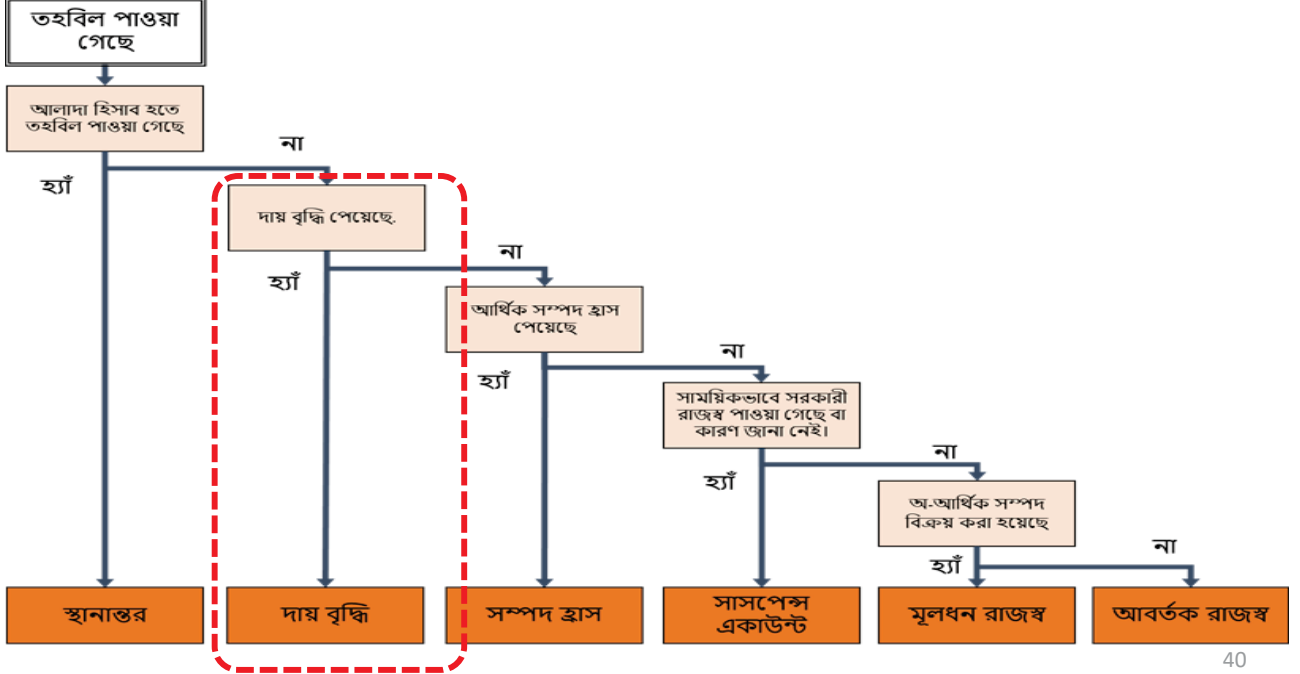 তহবিল পাওয়া
গেছে
আলাদা হিসাব হতে
তহবিল পাওয়া গেছে
না
হ্যাঁ
দায় বৃদ্ধি পেয়েছে.
না
হ্যাঁ
আর্থিক সম্পদ হ্রাস
পেয়েছে
না
হ্যাঁ
সাময়িকভাবে সরকারী
রাজস্ব পাওয়া গেছে বা
কারণ জানা নেই।
না
হ্যাঁ
অ-আর্থিক সম্পদ
বিক্রয় করা হয়েছে
না
হ্যাঁ
স্থানান্তর
দায় বৃদ্ধি
সম্পদ হ্রাস
সাসপেন্স
একাউন্ট
মূলধন রাজস্ব
আবর্তক রাজস্ব
40